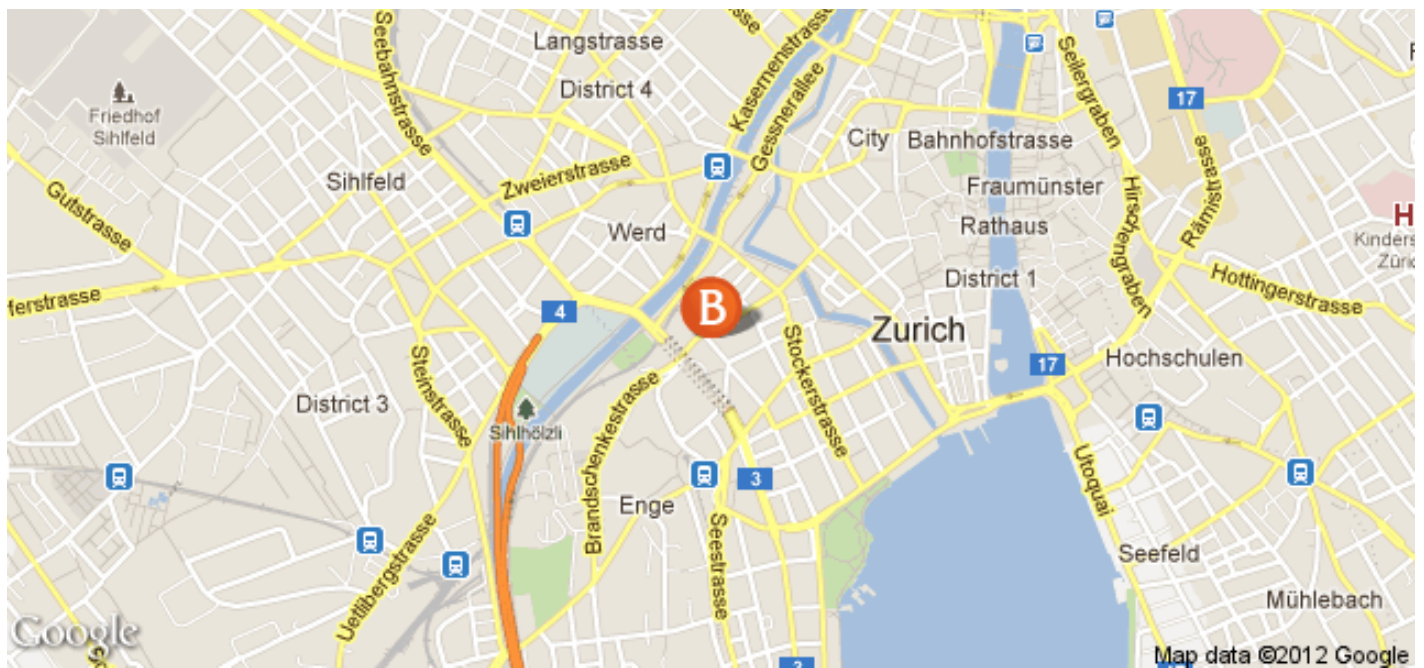 Langstrasse
District 4
Seebahnstrasse
Kasernenstrasse
Gessnerallee
Seilergraben
17
Friedhof
Sihlfeld
City
Bahnhofstrasse
Rämistrasse
Sihlfeld
Zweierstrasse
Fraumünster
Hirschengraben
Gutstrasse
Werd
Rathaus
H
Kinders
Züric
District 1
Hottingerstrasse
ferstrasse
4
B
Zurich
Stockerstrasse
Steinstrasse
17
Hochschulen
District 3
Sihlhölzli
Brandschenkestrasse
Utoquai
3
Enge
Seestrasse
Uetlibergstrasse
Seefeld
Mühlebach
Google
Map data ©2012 Google